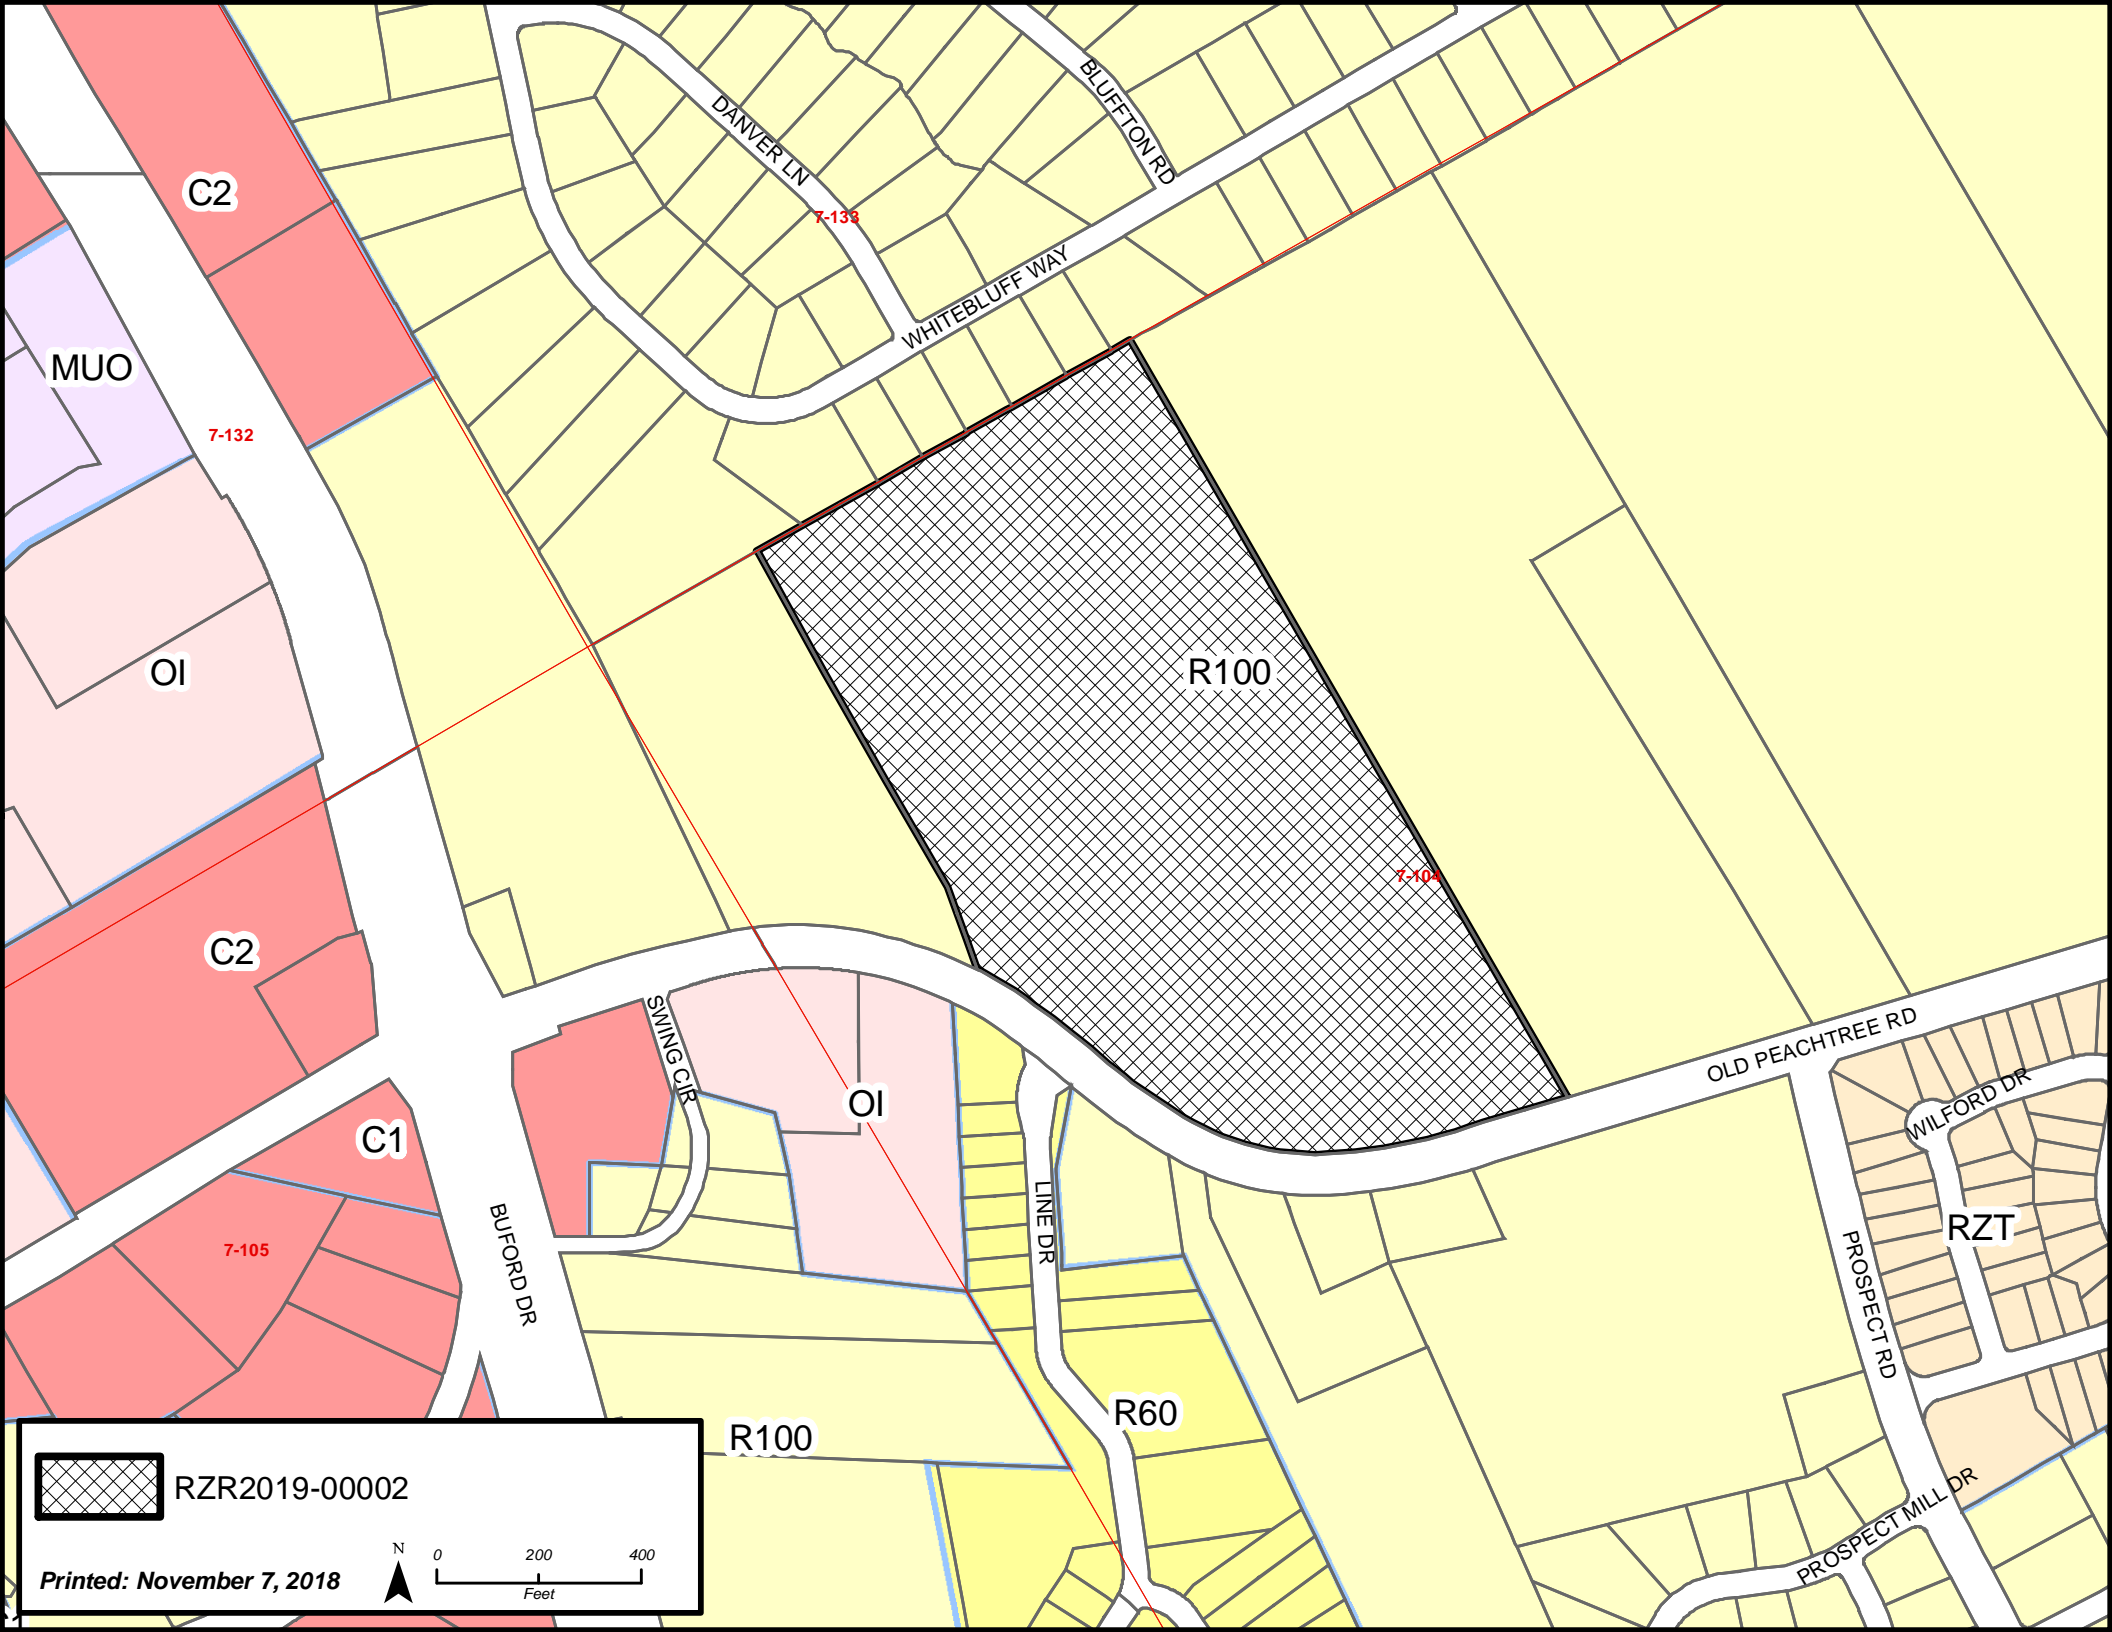 BLUFFTON RD
DANVER LN
C2
7-133
WHITEBLUFF WAY
MUO
7-132
OI
R100
7-104
C2
SWING CIR
OLD PEACHTREE RD
WILFORD DR
OI
C1
LINE DR
BUFORD DR
7-105
RZT
PROSPECT RD
R60
R100
PROSPECT MILL DR
RZR2019-00002
N
0 200 400
Feet
Printed: November 7, 2018